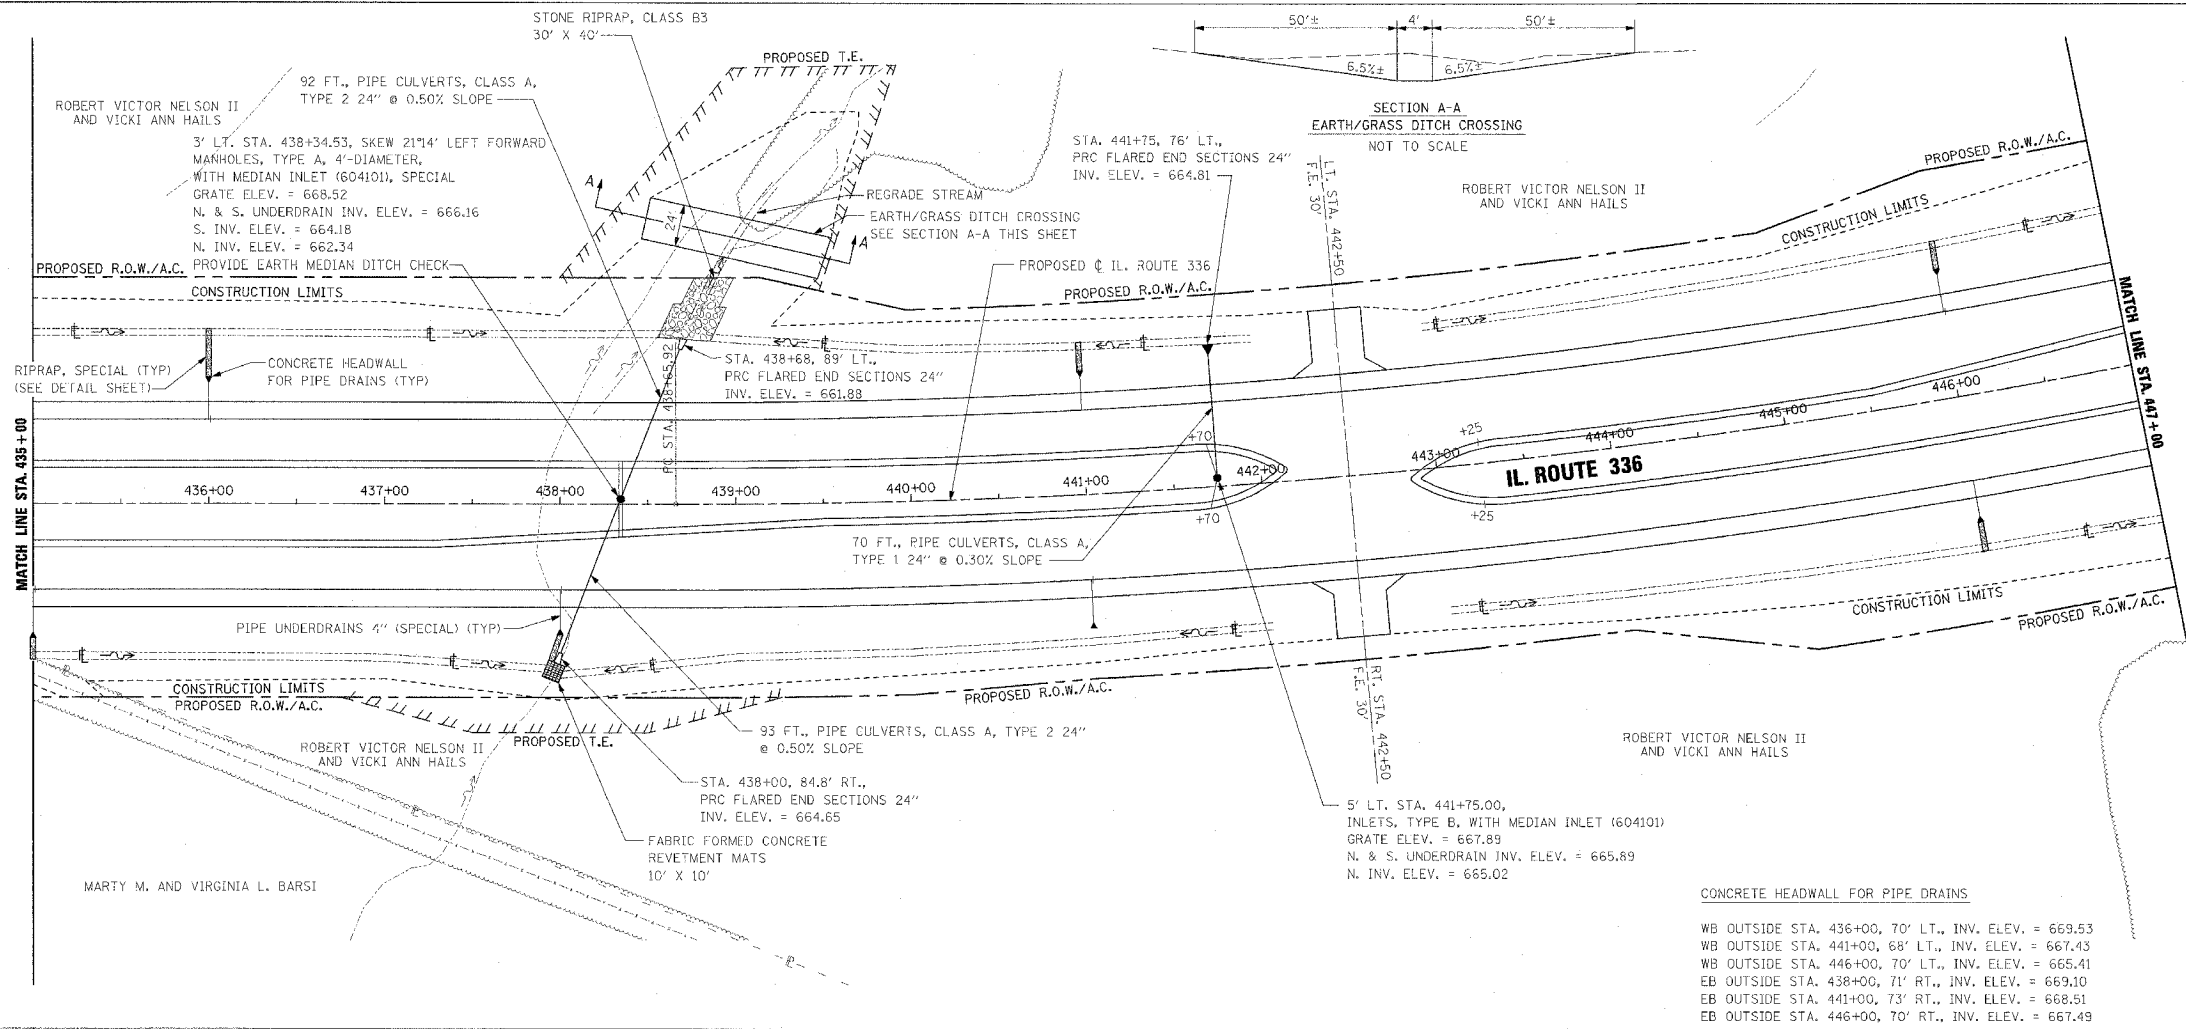 STONE RIPRAP, CLASS B3
30' X 40'
PROPOSED T.E.
50'±
4'
50'±
6.5%±
6.5%±
SECTION A-A
EARTH/GRASS DITCH CROSSING
NOT TO SCALE
92 FT., PIPE CULVERTS, CLASS A,
TYPE 2 24" @ 0.50% SLOPE
ROBERT VICTOR NELSON II
AND VICKI ANN HAILS
3' LT. STA. 438+34.53, SKEW 21°14' LEFT FORWARD
MANHOLES, TYPE A, 4'-DIAMETER,
WITH MEDIAN INLET (604101), SPECIAL
GRATE ELEV. = 668.52
N. & S. UNDERDRAIN INV. ELEV. = 666.16
S. INV. ELEV. = 664.18
N. INV. ELEV. = 662.34
PROVIDE EARTH MEDIAN DITCH CHECK
PROPOSED R.O.W./A.C.
CONSTRUCTION LIMITS
A
24'
A
REGRADE STREAM
EARTH/GRASS DITCH CROSSING
SEE SECTION A-A THIS SHEET
STA. 441+75, 76' LT.,
PRC FLARED END SECTIONS 24"
INV. ELEV. = 664.81
PROPOSED ℄ IL. ROUTE 336
PROPOSED R.O.W./A.C.
LT. STA. 442+50
F.E. 30'
ROBERT VICTOR NELSON II
AND VICKI ANN HAILS
PROPOSED R.O.W./A.C.
CONSTRUCTION LIMITS
MATCH LINE STA. 447+00
RIPRAP, SPECIAL (TYP)
(SEE DETAIL SHEET)
CONCRETE HEADWALL
FOR PIPE DRAINS (TYP)
STA. 438+68, 89' LT.,
PRC FLARED END SECTIONS 24"
INV. ELEV. = 661.88
PC STA. 438+65.92
MATCH LINE STA. 435+00
436+00
437+00
438+00
439+00
440+00
441+00
442+00
443+00
444+00
445+00
446+00
+70
+70
+25
+25
IL. ROUTE 336
70 FT., PIPE CULVERTS, CLASS A,
TYPE 1 24" @ 0.30% SLOPE
PIPE UNDERDRAINS 4" (SPECIAL) (TYP)
CONSTRUCTION LIMITS
PROPOSED R.O.W./A.C.
PROPOSED R.O.W./A.C.
CONSTRUCTION LIMITS
PROPOSED R.O.W./A.C.
RT. STA. 442+50
F.E. 30'
ROBERT VICTOR NELSON II
AND VICKI ANN HAILS
PROPOSED T.E.
93 FT., PIPE CULVERTS, CLASS A, TYPE 2 24"
@ 0.50% SLOPE
STA. 438+00, 84.8' RT.,
PRC FLARED END SECTIONS 24"
INV. ELEV. = 664.65
FABRIC FORMED CONCRETE
REVETMENT MATS
10' X 10'
ROBERT VICTOR NELSON II
AND VICKI ANN HAILS
5' LT. STA. 441+75.00,
INLETS, TYPE B, WITH MEDIAN INLET (604101)
GRATE ELEV. = 667.89
N. & S. UNDERDRAIN INV. ELEV. = 665.89
N. INV. ELEV. = 665.02
MARTY M. AND VIRGINIA L. BARSI
CONCRETE HEADWALL FOR PIPE DRAINS
WB OUTSIDE STA. 436+00, 70' LT., INV. ELEV. = 669.53
WB OUTSIDE STA. 441+00, 68' LT., INV. ELEV. = 667.43
WB OUTSIDE STA. 446+00, 70' LT., INV. ELEV. = 665.41
EB OUTSIDE STA. 438+00, 71' RT., INV. ELEV. = 669.10
EB OUTSIDE STA. 441+00, 73' RT., INV. ELEV. = 668.51
EB OUTSIDE STA. 446+00, 70' RT., INV. ELEV. = 667.49